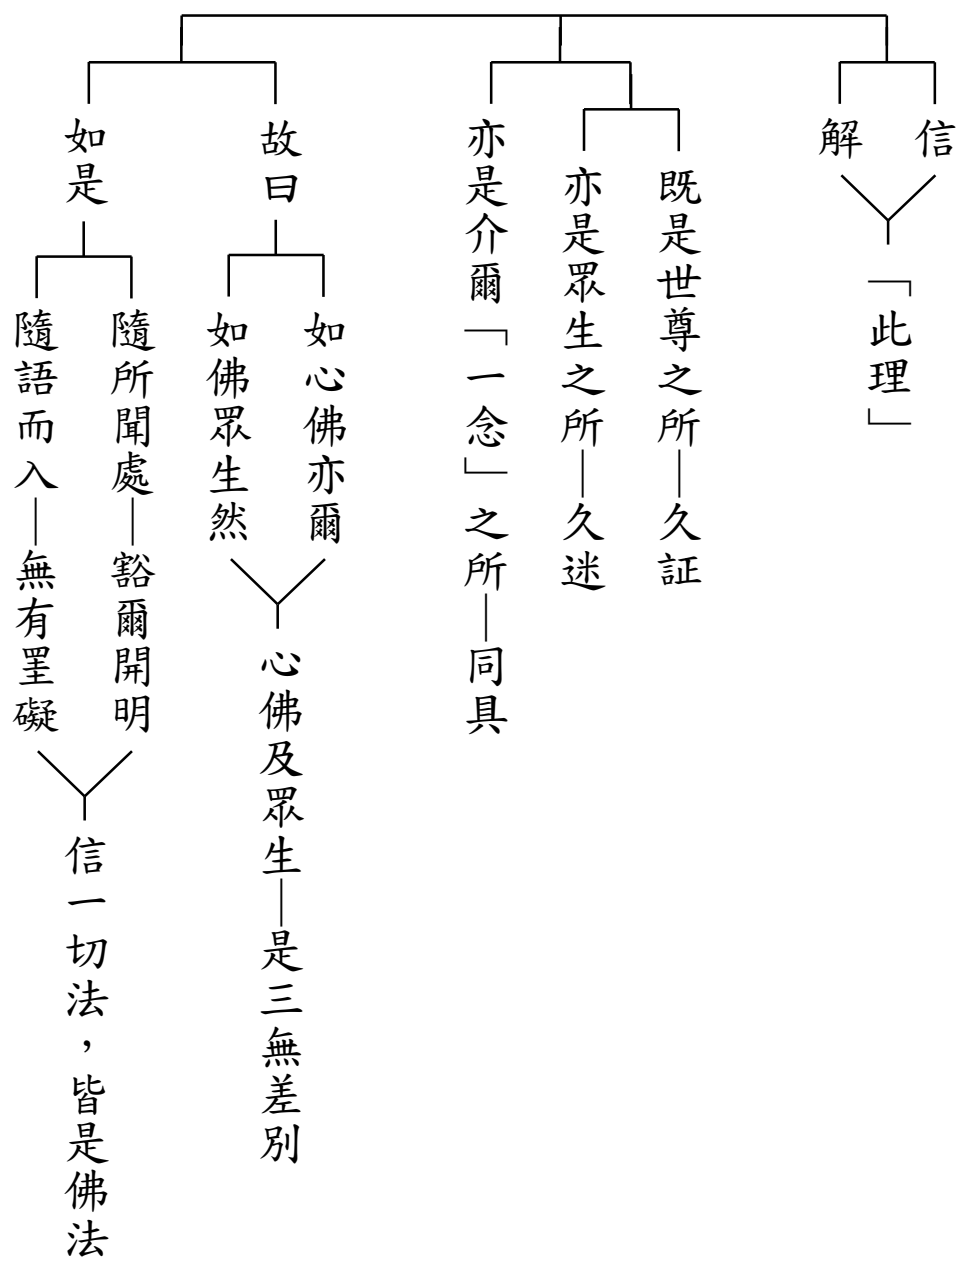 信
解
「此理」
既是世尊之所—久証
亦是眾生之所—久迷
亦是介爾「一念」之所—同具
故曰
如心佛亦爾
如佛眾生然
心佛及眾生—是三無差別
如是
隨所聞處—豁爾開明
隨語而入—無有罣礙
信一切法，皆是佛法